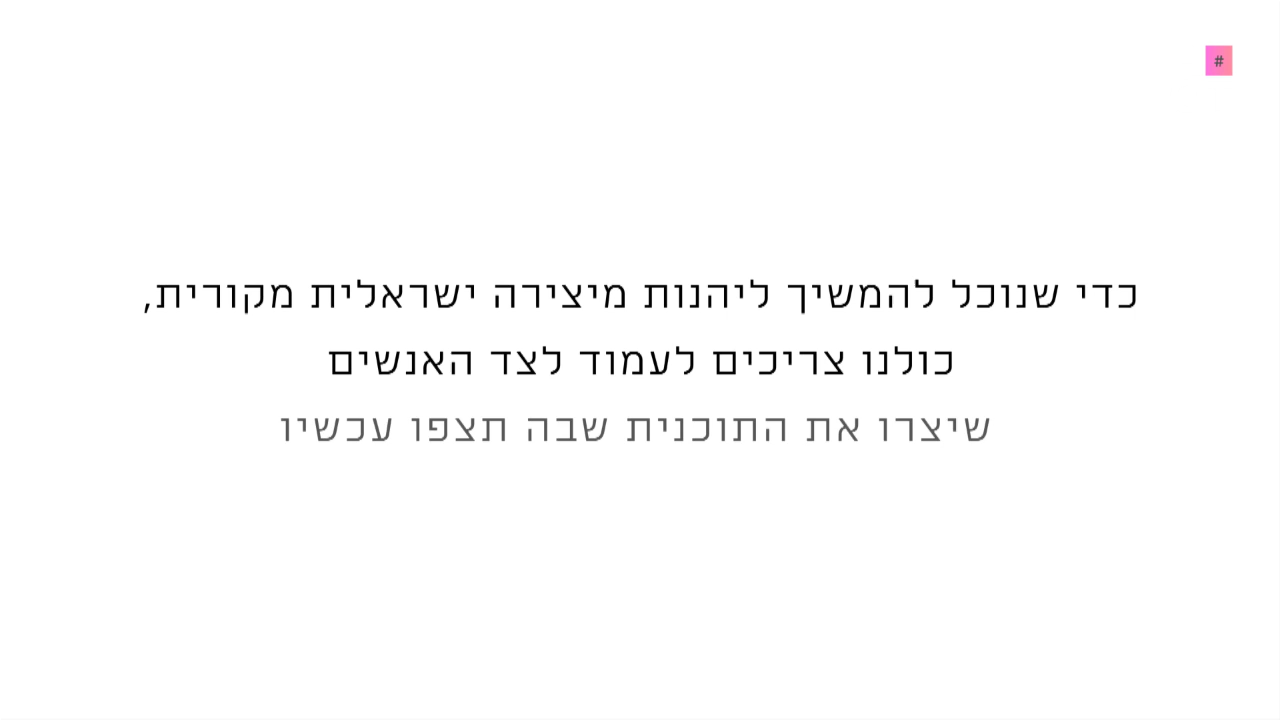 #
כדי שנוכל להמשיך ליהנות מיצירה ישראלית מקורית,
כולנו צריכים לעמוד לצד האנשים
שיצרו את התוכנית שבה תצפו עכשיו